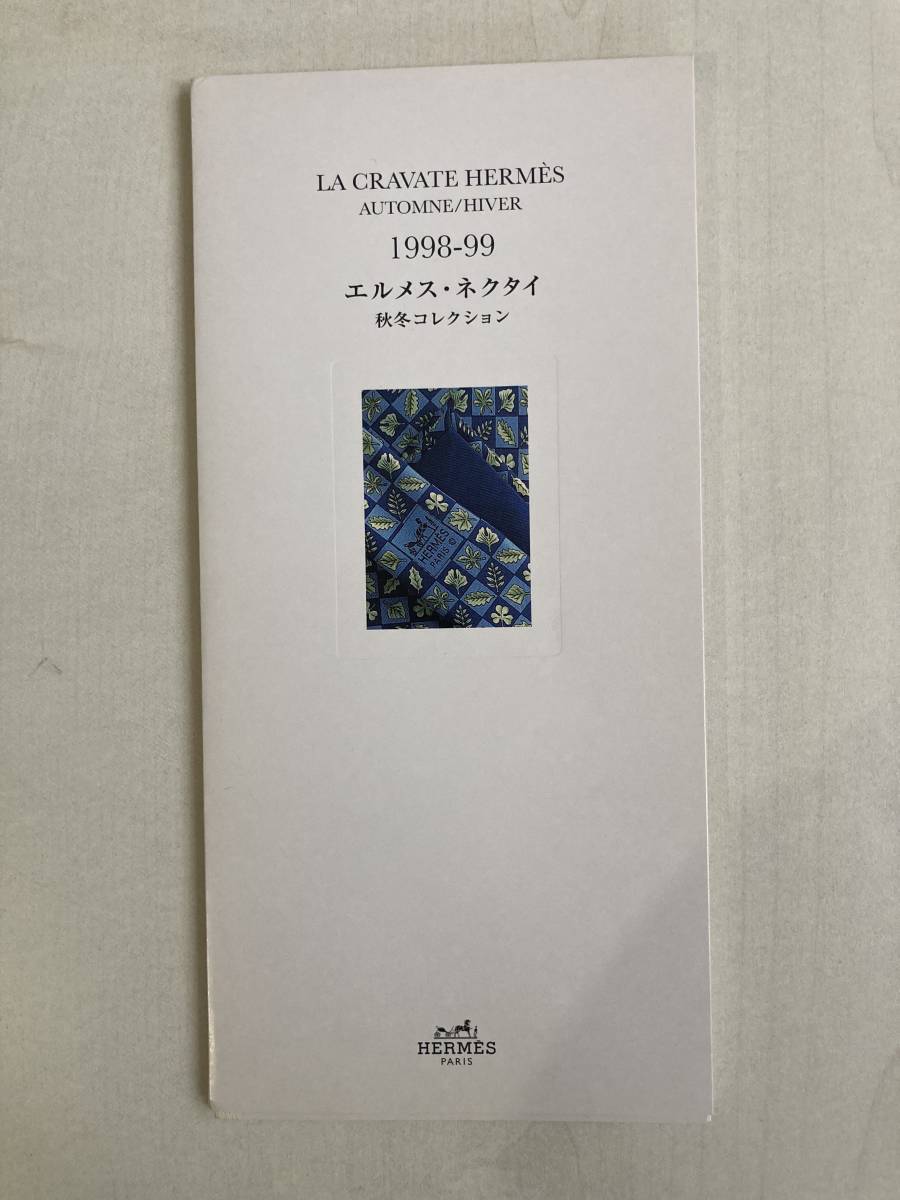 LA CRAVATE HERMÈS
AUTOMNE/HIVER
1998-99
エルメス・ネクタイ
秋冬コレクション
HERMÈS
PARIS ©
HERMÈS
PARIS